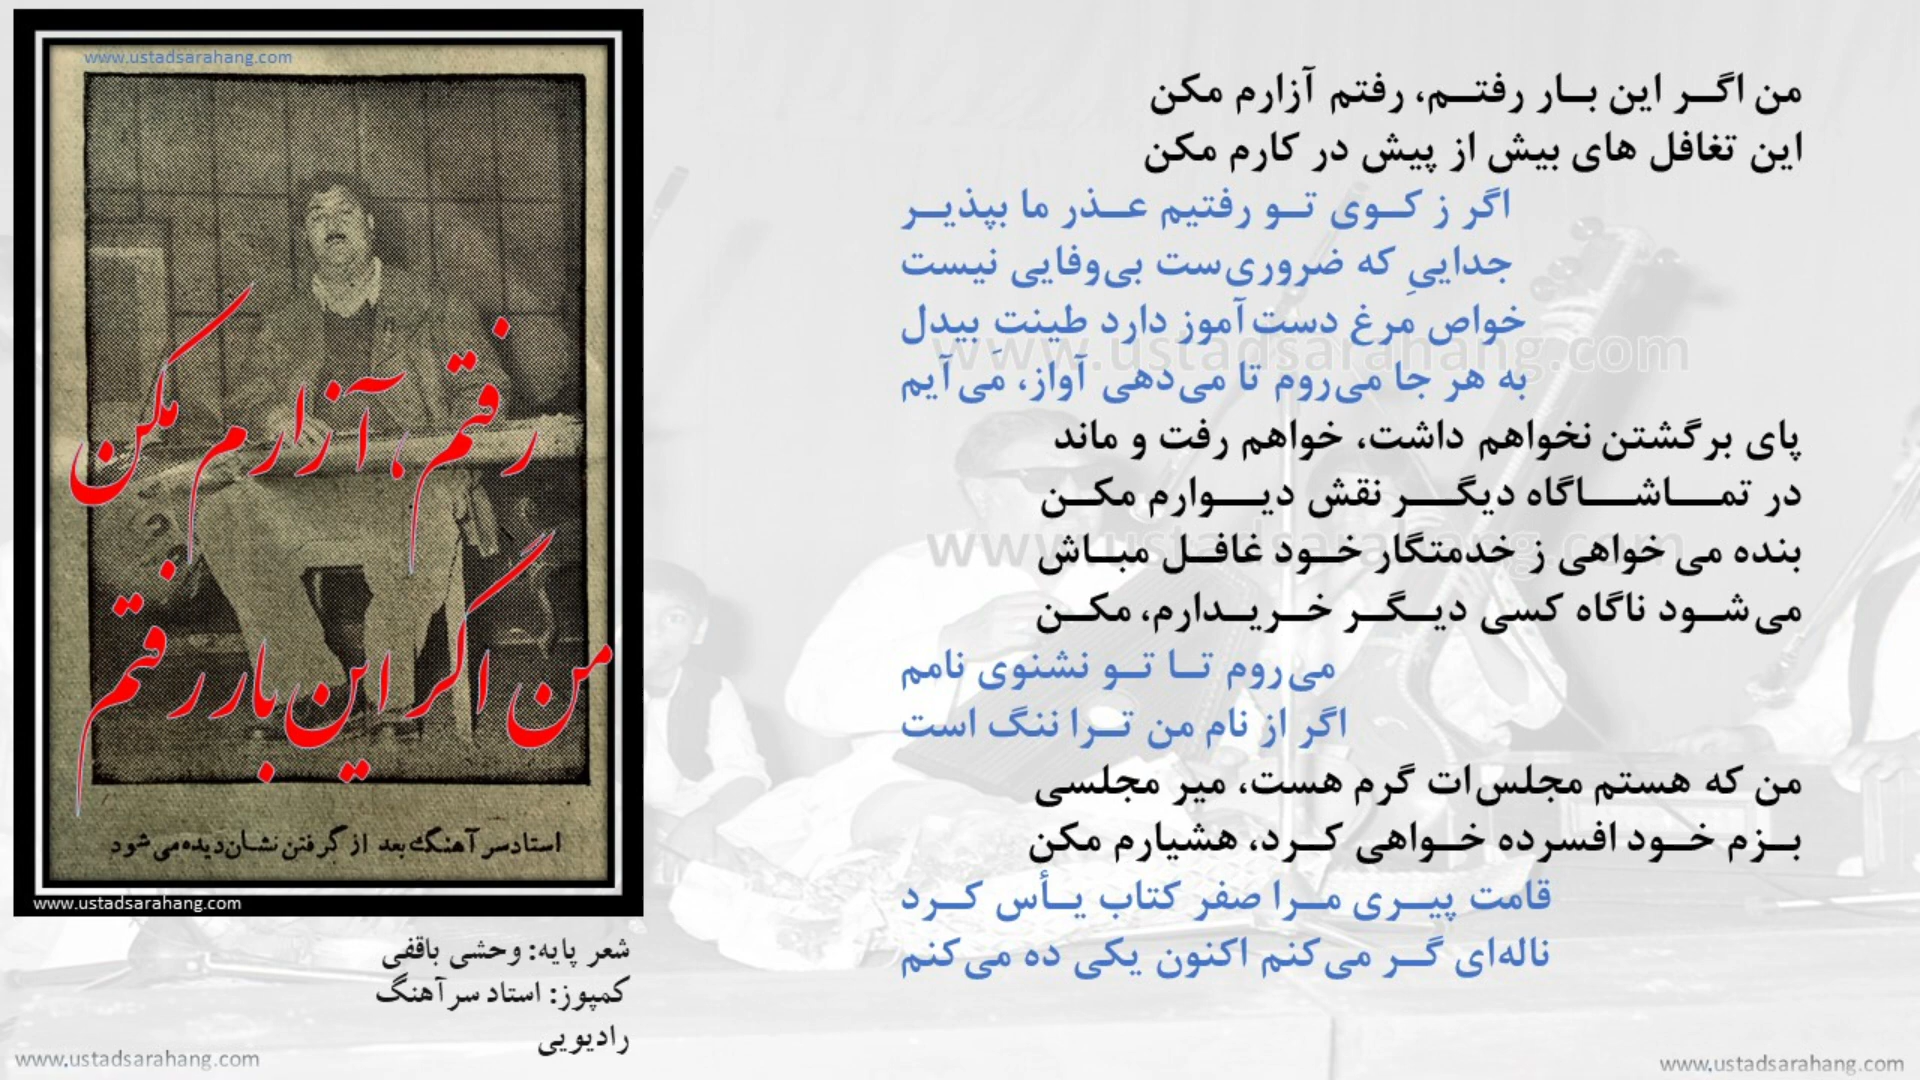 www.ustadsarahang.com
رفتم، آزارم مکن
من اگر این بار رفتم
استاد سرآهنگ بعد از گرفتن نشان دیده می شود
www.ustadsarahang.com
شعر پایه: وحشی بافقی
کمپوز: استاد سرآهنگ
رادیویی
www.ustadsarahang.com
من اگر این بار رفتم، رفتم آزارم مکن
این تغافل های بیش از پیش در کارم مکن
اگر ز کوی تو رفتیم عذر ما بپذیر
جداییِ که ضروری‌ست بی‌وفایی نیست
خواص مرغ دست‌آموز دارد طینتِ بیدل
www.ustadsarahang.com
به هر جا می‌روم تا می‌دهی آواز، می‌آیم
پای برگشتن نخواهم داشت، خواهم رفت و ماند
در تماشاگاه دیگر نقش دیوارم مکن
بنده می خواهی ز خدمتگار خود غافل مباش
www.ustadsarahang.com
می‌شود ناگاه کسی دیگر خریدارم، مکن
می‌روم تا تو نشنوی نامم
اگر از نام من ترا ننگ است
من که هستم مجلس‌ات گرم هست، میر مجلسی
بزم خود افسرده خواهی کرد، هشیارم مکن
قامت پیری مرا صفر کتاب یأس کرد
ناله‌ای گر می‌کنم اکنون یکی ده می‌کنم
www.ustadsarahang.com